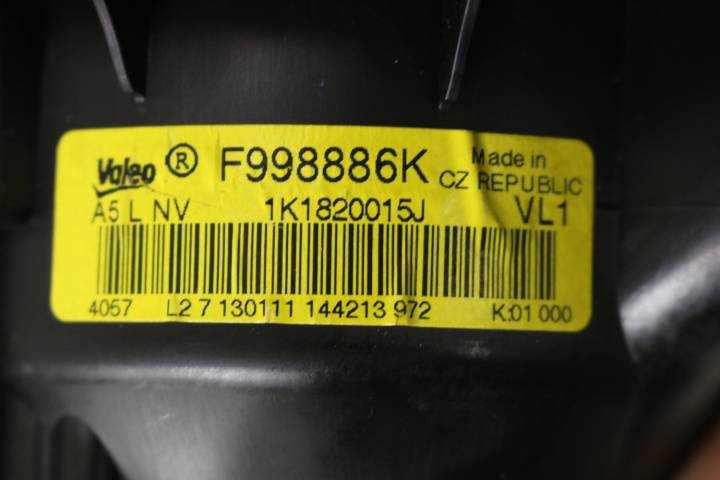 Valeo ® F998886K Made in
CZ REPUBLIC
A5 L NV 1K1820015J VL1
4057 L2 7 130111 144213 972 K:01 000